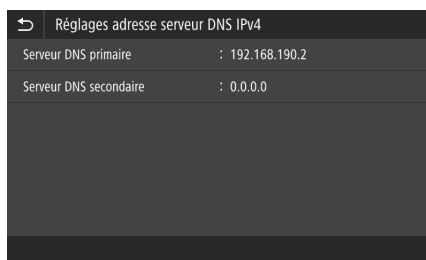 Réglages adresse serveur DNS IPv4
Serveur DNS primaire : 192.168.190.2
Serveur DNS secondaire : 0.0.0.0